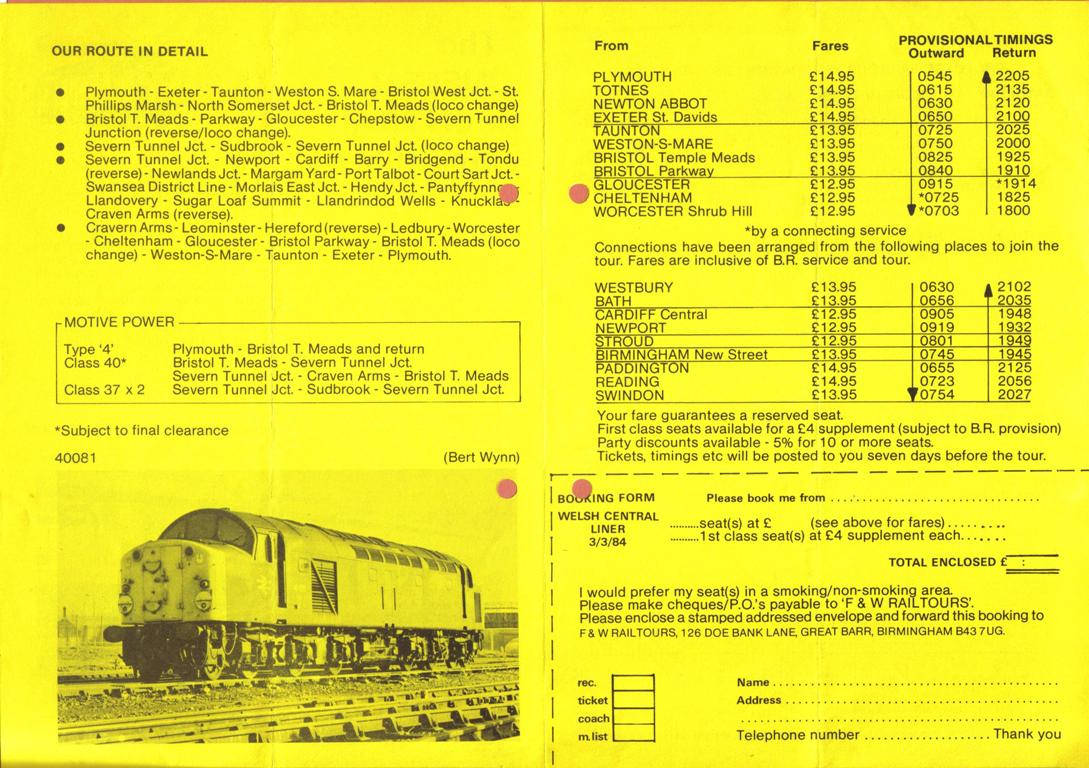 OUR ROUTE IN DETAIL
● Plymouth - Exeter - Taunton - Weston S. Mare - Bristol West Jct. - St.
Phillips Marsh - North Somerset Jct. - Bristol T. Meads (loco change)
● Bristol T. Meads - Parkway - Gloucester - Chepstow - Severn Tunnel
Junction (reverse/loco change).
● Severn Tunnel Jct. - Sudbrook - Severn Tunnel Jct. (loco change)
● Severn Tunnel Jct. - Newport - Cardiff - Barry - Bridgend - Tondu
(reverse) - Newlands Jct. - Margam Yard - Port Talbot - Court Sart Jct. -
Swansea District Line - Morlais East Jct. - Hendy Jct. -
Llandovery - Sugar Loaf Summit - Llandrindod Wells -
Craven Arms (reverse).
● Cravern Arms - Leominster - Hereford (reverse) - Ledbury - Worcester
- Cheltenham - Gloucester - Bristol Parkway - Bristol T. Meads (loco
change) - Weston-S-Mare - Taunton - Exeter - Plymouth.
MOTIVE POWER
Type '4' Plymouth - Bristol T. Meads and return
Class 40* Bristol T. Meads - Severn Tunnel Jct.
Severn Tunnel Jct. - Craven Arms - Bristol T. Meads
Class 37 x 2 Severn Tunnel Jct. - Sudbrook - Severn Tunnel Jct.
*Subject to final clearance
40081 (Bert Wynn)
From Fares PROVISIONAL TIMINGS
Outward Return
PLYMOUTH £14.95 0545 2205
TOTNES £14.95 0615 2135
NEWTON ABBOT £14.95 0630 2120
EXETER St. Davids £14.95 0650 2100
TAUNTON £13.95 0725 2025
WESTON-S-MARE £13.95 0750 2000
BRISTOL Temple Meads £13.95 0825 1925
BRISTOL Parkway £13.95 0840 1910
GLOUCESTER £12.95 0915 *1914
CHELTENHAM £12.95 *0725 1825
WORCESTER Shrub Hill £12.95 *0703 1800
*by a connecting service
Connections have been arranged from the following places to join the
tour. Fares are inclusive of B.R. service and tour.
WESTBURY £13.95 0630 2102
BATH £13.95 0656 2035
CARDIFF Central £12.95 0905 1948
NEWPORT £12.95 0919 1932
STROUD £12.95 0801 1949
BIRMINGHAM New Street £13.95 0745 1945
PADDINGTON £14.95 0655 2125
READING £14.95 0723 2056
SWINDON £13.95 0754 2027
Your fare guarantees a reserved seat.
First class seats available for a £4 supplement (subject to B.R. provision)
Party discounts available - 5% for 10 or more seats.
Tickets, timings etc will be posted to you seven days before the tour.
BOOKING FORM Please book me from ..............................
WELSH CENTRAL
LINER
3/3/84
..........seat(s) at £ (see above for fares)..........
..........1st class seat(s) at £4 supplement each........
TOTAL ENCLOSED £ :
I would prefer my seat(s) in a smoking/non-smoking area.
Please make cheques/P.O.'s payable to 'F & W RAILTOURS'.
Please enclose a stamped addressed envelope and forward this booking to
F & W RAILTOURS, 126 DOE BANK LANE, GREAT BARR, BIRMINGHAM B43 7UG.
rec.
ticket
coach
m.list
Name ..............................
Address ..............................
..............................
Telephone number .................. Thank you